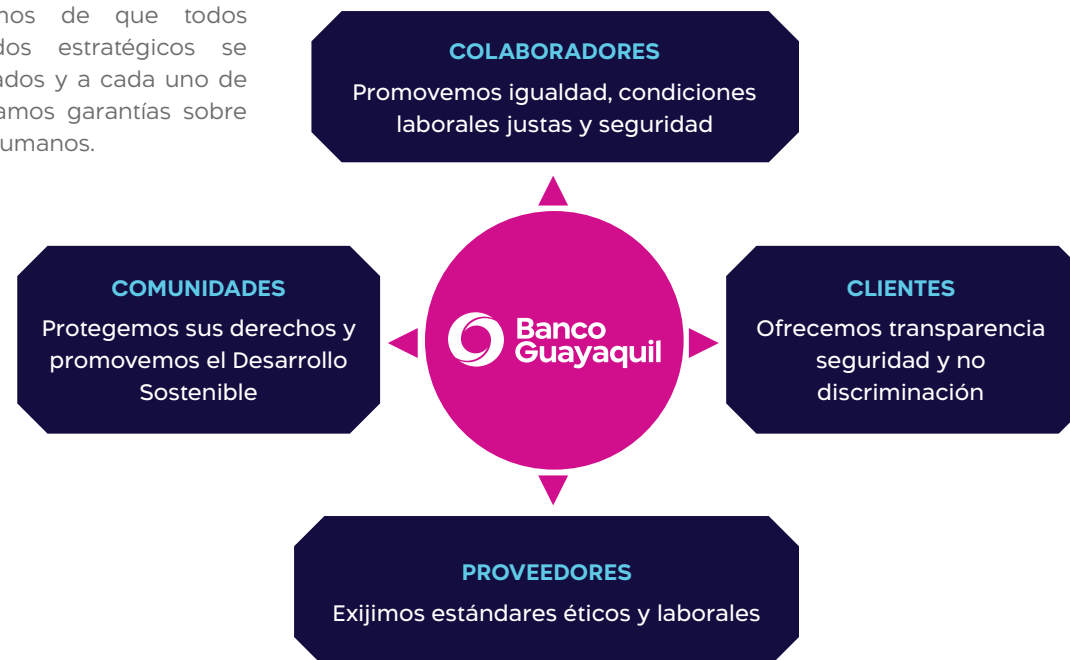 mos de que todos
dos estratégicos se
ados y a cada uno de
amos garantías sobre
umanos.
COLABORADORES
Promovemos igualdad, condiciones
laborales justas y seguridad
COMUNIDADES
Protegemos sus derechos y
promovemos el Desarrollo
Sostenible
Banco
Guayaquil
CLIENTES
Ofrecemos transparencia
seguridad y no
discriminación
PROVEEDORES
Exijimos estándares éticos y laborales